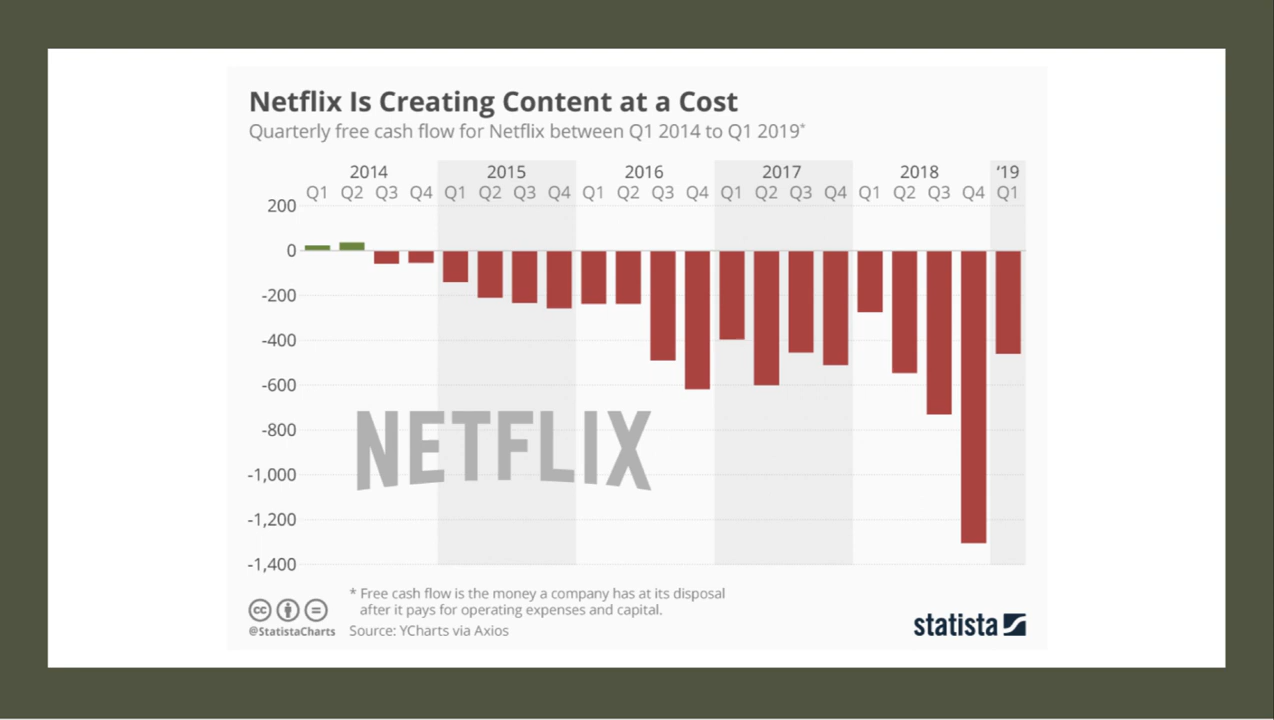 Netflix Is Creating Content at a Cost
Quarterly free cash flow for Netflix between Q1 2014 to Q1 2019*
2014 2015 2016 2017 2018 ‘19
Q1 Q2 Q3 Q4 Q1 Q2 Q3 Q4 Q1 Q2 Q3 Q4 Q1 Q2 Q3 Q4 Q1 Q2 Q3 Q4 Q1
200
0
-200
-400
-600
-800
NETFLIX
-1,000
-1,200
-1,400
* Free cash flow is the money a company has at its disposal
after it pays for operating expenses and capital.
cc
@StatistaCharts Source: YCharts via Axios
statista